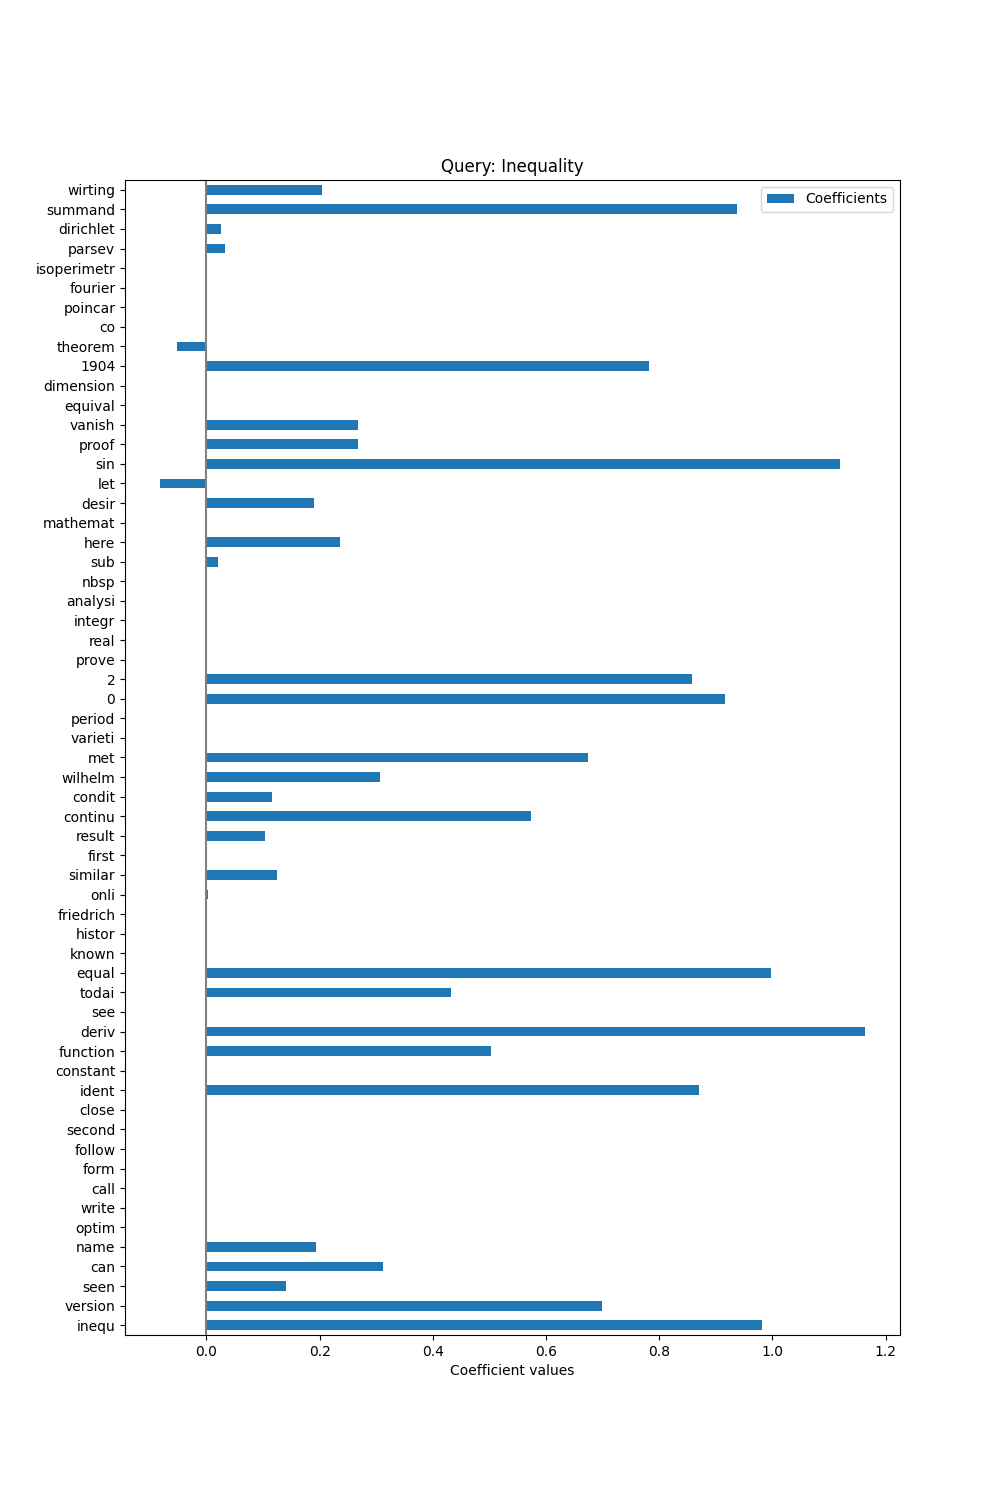 Query: Inequality
Coefficients
wirting
summand
dirichlet
parsev
isoperimetr
fourier
poincar
co
theorem
1904
dimension
equival
vanish
proof
sin
let
desir
mathemat
here
sub
nbsp
analysi
integr
real
prove
2
0
period
varieti
met
wilhelm
condit
continu
result
first
similar
onli
friedrich
histor
known
equal
todai
see
deriv
function
constant
ident
close
second
follow
form
call
write
optim
name
can
seen
version
inequ
0.0 0.2 0.4 0.6 0.8 1.0 1.2
Coefficient values